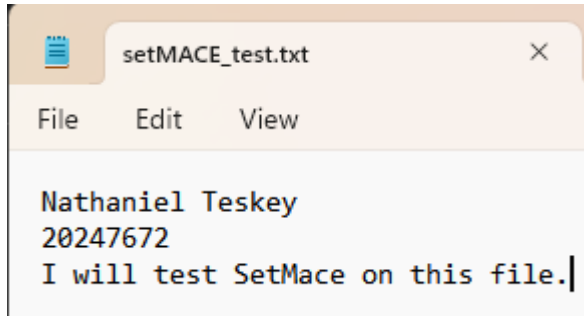 setMACE_test.txt
File Edit View
Nathaniel Teskey
20247672
I will test SetMace on this file.